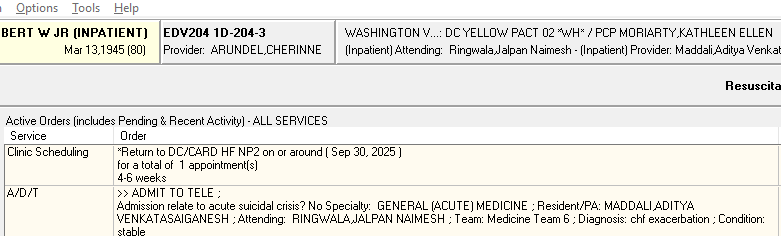 Options Tools Help
BERT W JR (INPATIENT)
Mar 13,1945 (80)
EDV204 1D-204-3
Provider: ARUNDEL,CHERINNE
WASHINGTON V...: DC YELLOW PACT 02 *WH* / PCP MORIARTY,KATHLEEN ELLEN
(Inpatient) Attending: Ringwala,Jalpan Naimesh - (Inpatient) Provider: Maddali,Aditya Venkat
Resuscita
Active Orders (includes Pending & Recent Activity) - ALL SERVICES
Service Order
Clinic Scheduling *Return to DC/CARD HF NP2 on or around ( Sep 30, 2025 )
for a total of 1 appointment(s)
4-6 weeks
A/D/T >> ADMIT TO TELE ;
Admission relate to acute suicidal crisis? No Specialty: GENERAL (ACUTE) MEDICINE ; Resident/PA: MADDALI,ADITYA
VENKATASAIGANESH ; Attending: RINGWALA,JALPAN NAIMESH ; Team: Medicine Team 6 ; Diagnosis: chf exacerbation ; Condition:
stable